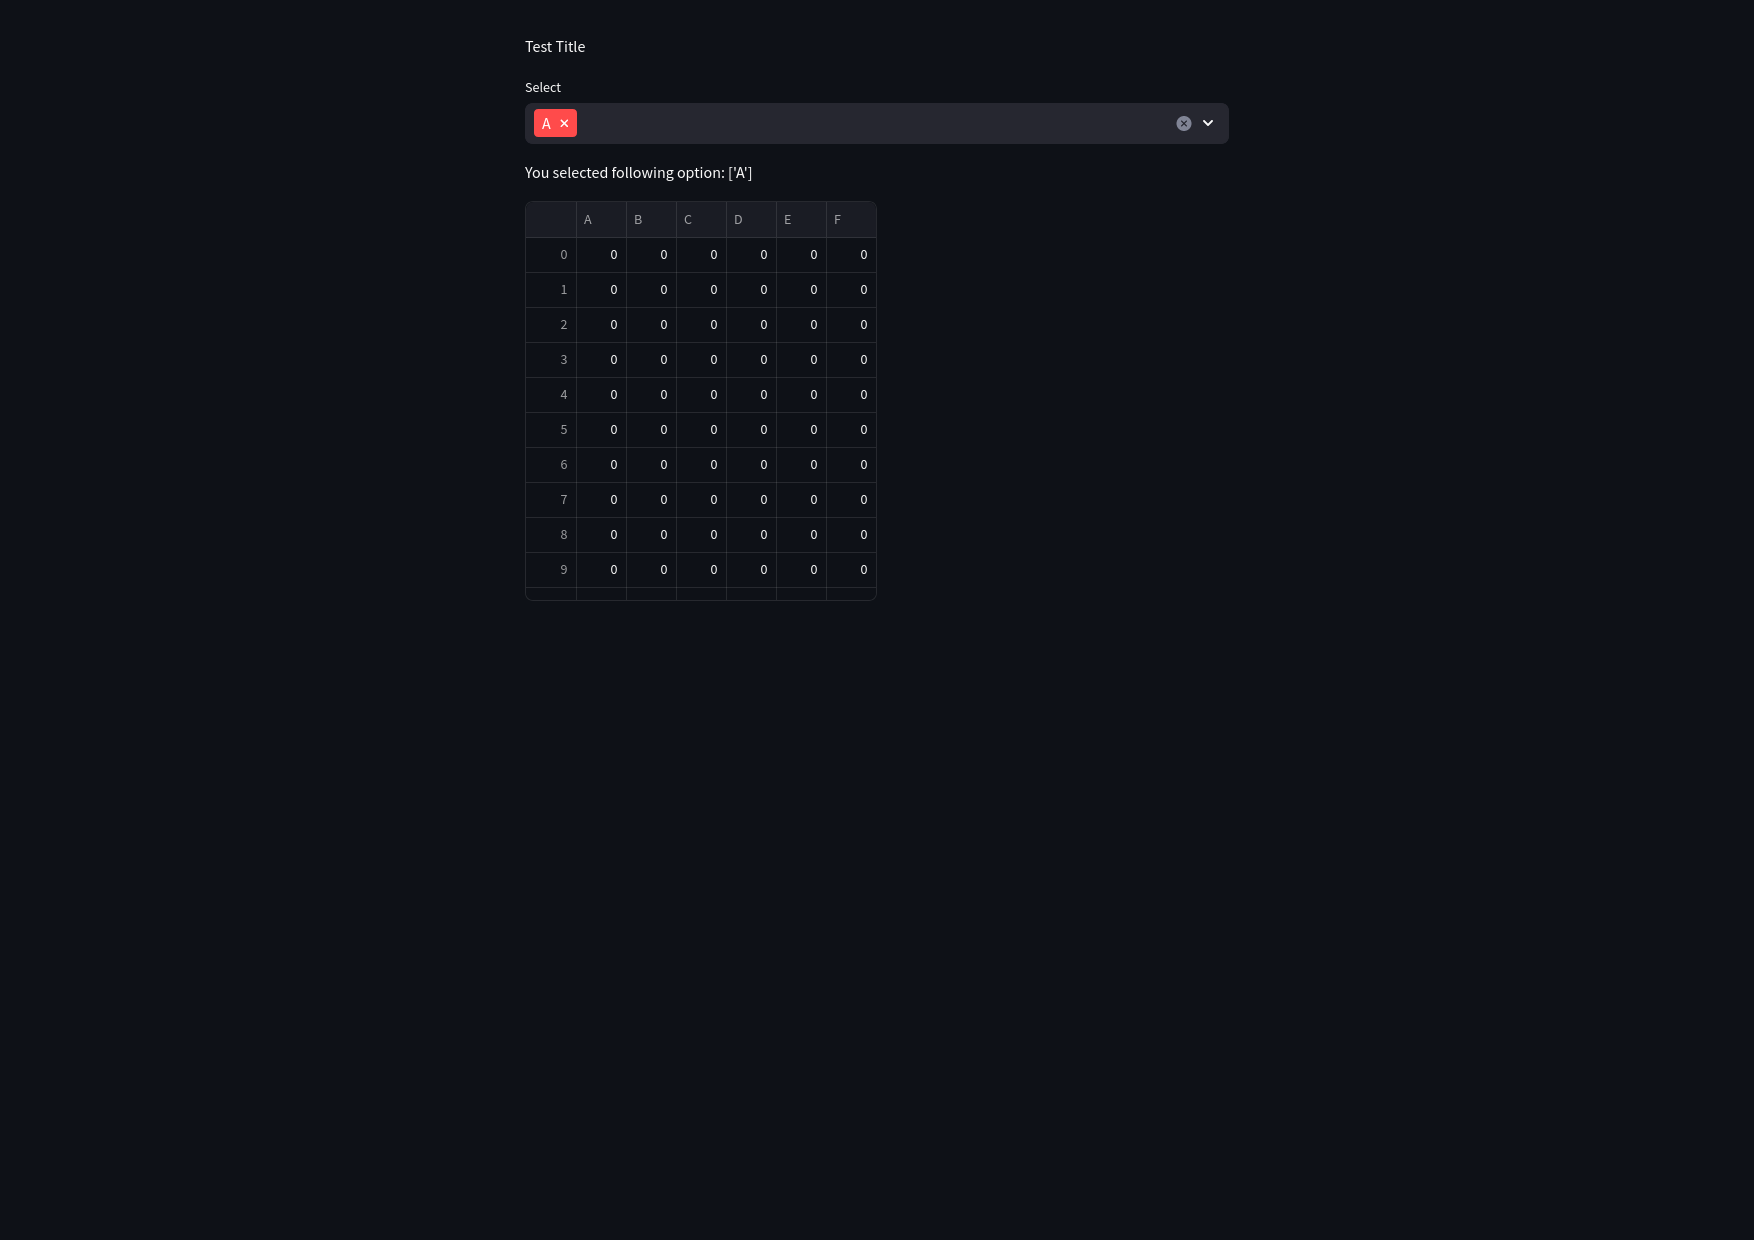 Test Title
Select
A ×
You selected following option: ['A']
A B C D E F
0 0 0 0 0 0 0
1 0 0 0 0 0 0
2 0 0 0 0 0 0
3 0 0 0 0 0 0
4 0 0 0 0 0 0
5 0 0 0 0 0 0
6 0 0 0 0 0 0
7 0 0 0 0 0 0
8 0 0 0 0 0 0
9 0 0 0 0 0 0